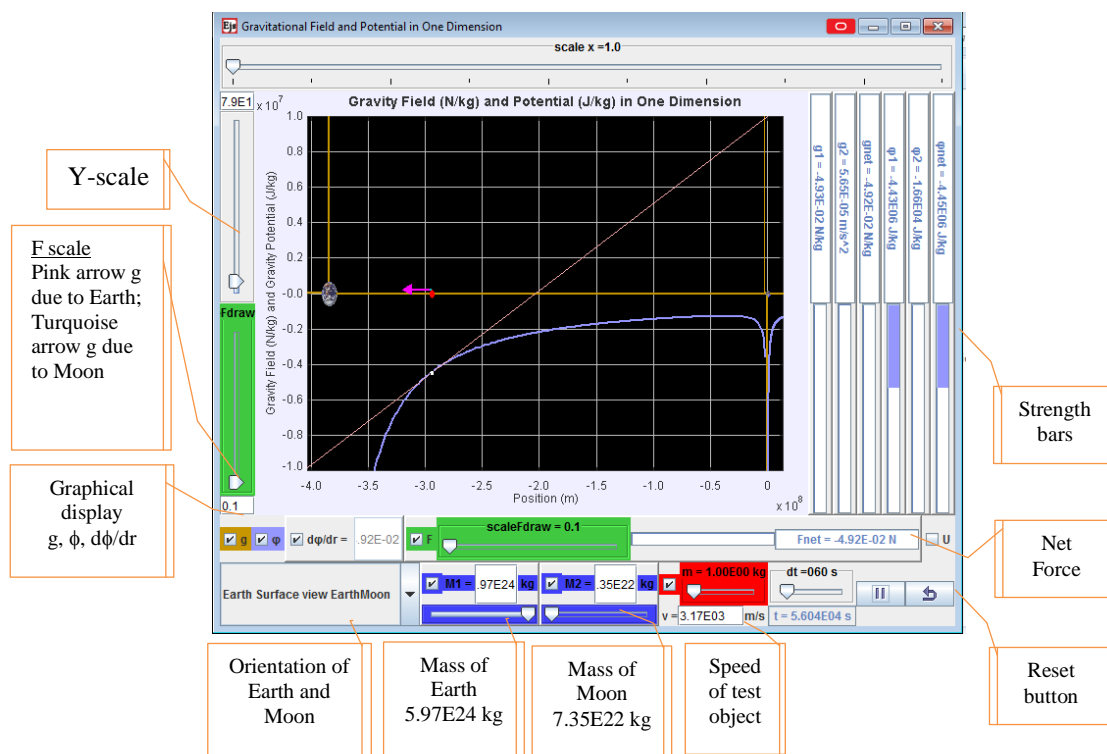 Gravitational Field and Potential in One Dimension
scale x =1.0
7.9E1
x 10^7
Gravity Field (N/kg) and Potential (J/kg) in One Dimension
1.0
0.8
0.6
0.4
0.2
-0.0
-0.2
-0.4
-0.6
-0.8
-1.0
Gravity Field (N/kg) and Gravity Potential (J/kg)
-4.0
-3.5
-3.0
-2.5
-2.0
-1.5
-1.0
-0.5
0
Position (m)
x 10^8
g1 = -4.93E-02 N/kg
g2 = 5.65E-05 m/s^2
gnet = -4.92E-02 N/kg
φ1 = -4.43E06 J/kg
φ2 = -1.66E04 J/kg
φnet = -4.45E06 J/kg
Fdraw
0.1
Y-scale
F scale
Pink arrow g
due to Earth;
Turquoise
arrow g due
to Moon
Graphical
display
g, ϕ, dϕ/dr
Strength
bars
g
φ
dφ/dr =
.92E-02
F
scaleFdraw = 0.1
Fnet = -4.92E-02 N
U
Earth Surface view EarthMoon
M1 =
.97E24
kg
M2 =
.35E22
kg
m = 1.00E00 kg
dt =060 s
v =
3.17E03
m/s
t = 5.604E04 s
Net
Force
Orientation of
Earth and
Moon
Mass of
Earth
5.97E24 kg
Mass of
Moon
7.35E22 kg
Speed
of test
object
Reset
button